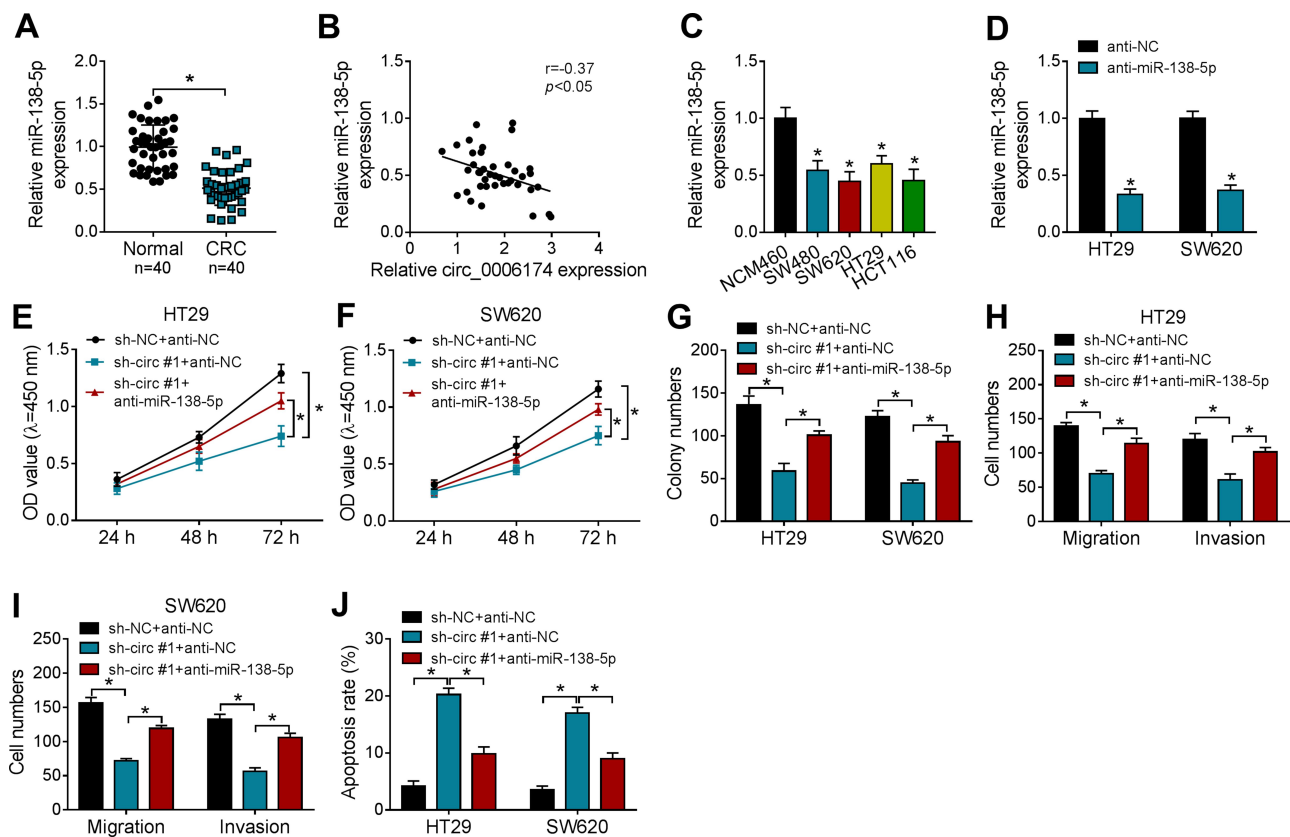 A
Relative miR-138-5p
expression
2.0
1.5
1.0
0.5
0.0
*
Normal
n=40
CRC
n=40
B
Relative miR-138-5p
expression
1.5
1.0
0.5
0.0
r=-0.37
p<0.05
0
1
2
3
4
Relative circ_0006174 expression
C
Relative miR-138-5p
expression
1.5
1.0
0.5
0.0
*
*
*
*
NCM460
SW480
SW620
HT29
HCT116
D
anti-NC
anti-miR-138-5p
Relative miR-138-5p
expression
1.5
1.0
0.5
0.0
*
*
HT29
SW620
E
HT29
sh-NC+anti-NC
sh-circ #1+anti-NC
sh-circ #1+
anti-miR-138-5p
OD value (λ=450 nm)
1.5
1.0
0.5
0.0
*
*
24 h
48 h
72 h
F
SW620
sh-NC+anti-NC
sh-circ #1+anti-NC
sh-circ #1+
anti-miR-138-5p
OD value (λ=450 nm)
1.5
1.0
0.5
0.0
*
*
24 h
48 h
72 h
G
sh-NC+anti-NC
sh-circ #1+anti-NC
sh-circ #1+anti-miR-138-5p
Colony numbers
200
150
100
50
0
*
*
*
*
HT29
SW620
H
HT29
sh-NC+anti-NC
sh-circ #1+anti-NC
sh-circ #1+anti-miR-138-5p
Cell numbers
250
200
150
100
50
0
*
*
*
*
Migration
Invasion
I
SW620
sh-NC+anti-NC
sh-circ #1+anti-NC
sh-circ #1+anti-miR-138-5p
Cell numbers
250
200
150
100
50
0
*
*
*
*
Migration
Invasion
J
sh-NC+anti-NC
sh-circ #1+anti-NC
sh-circ #1+anti-miR-138-5p
Apoptosis rate (%)
30
20
10
0
*
*
*
*
HT29
SW620